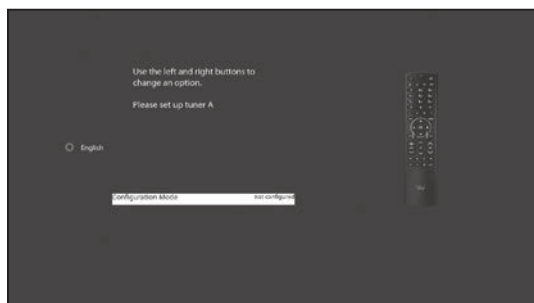 Use the left and right buttons to
change an option.
Please set up tuner A
English
Configuration Mode not configured